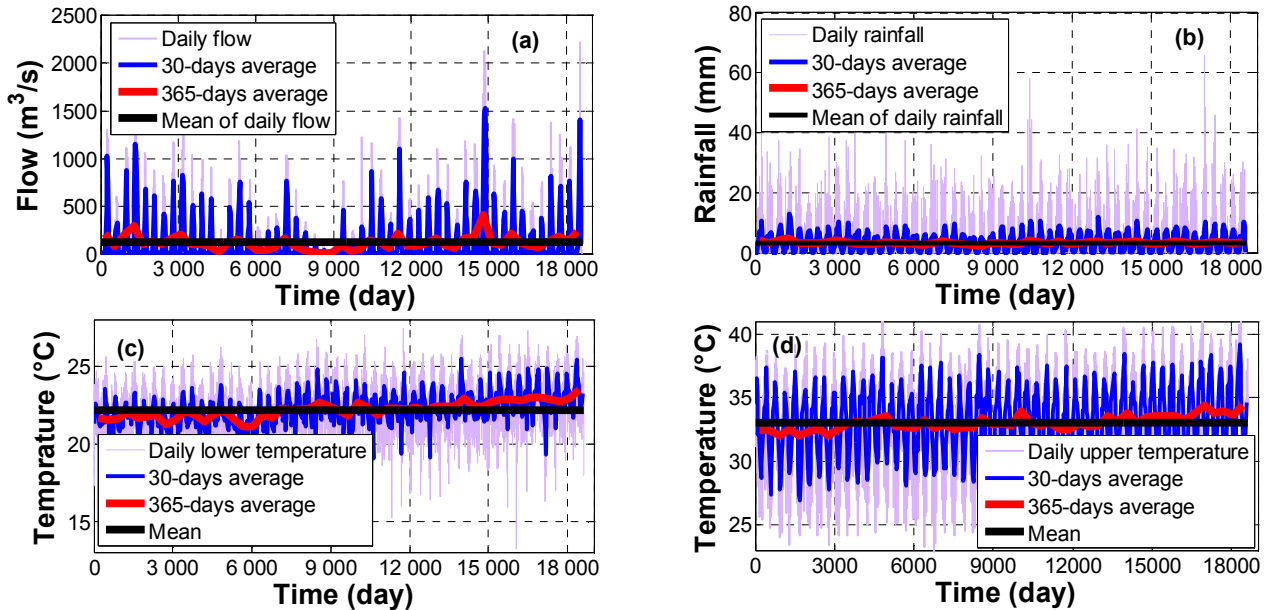 Flow (m3/s)
2500
2000
1500
1000
500
0
Daily flow
30-days average
365-days average
Mean of daily flow
(a)
0 3 000 6 000 9 000 12 000 15 000 18 000
Time (day)
Rainfall (mm)
80
60
40
20
0
Daily rainfall
30-days average
365-days average
Mean of daily rainfall
(b)
0 3 000 6 000 9 000 12 000 15 000 18 000
Time (day)
Temprature (°C)
25
20
15
(c)
Daily lower temperature
30-days average
365-days average
Mean
0 3 000 6 000 9 000 12 000 15 000 18 000
Time (day)
Temperature (°C)
40
35
30
25
(d)
Daily upper temperature
30-days average
365-days average
Mean
0 3000 6000 9000 12000 15000 18000
Time (day)